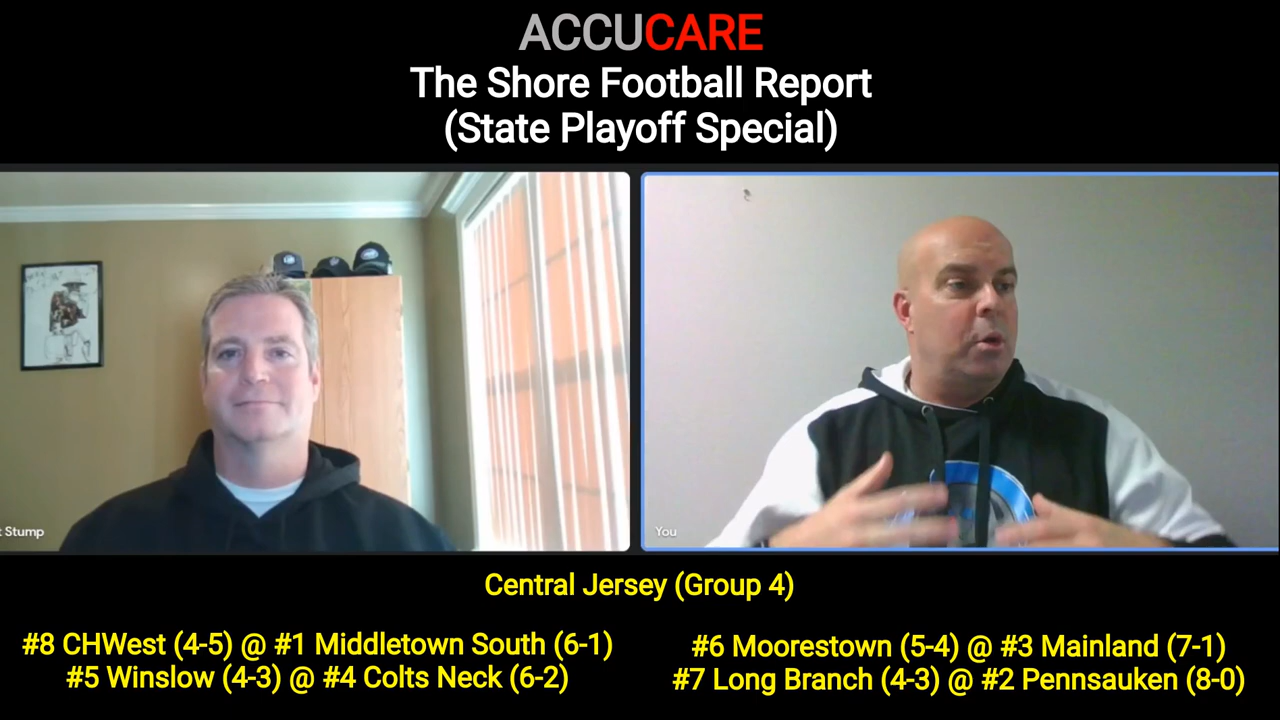 ACCUCARE
The Shore Football Report
(State Playoff Special)
t Stump
You
Central Jersey (Group 4)
#8 CHWest (4-5) @ #1 Middletown South (6-1)
#5 Winslow (4-3) @ #4 Colts Neck (6-2)
#6 Moorestown (5-4) @ #3 Mainland (7-1)
#7 Long Branch (4-3) @ #2 Pennsauken (8-0)